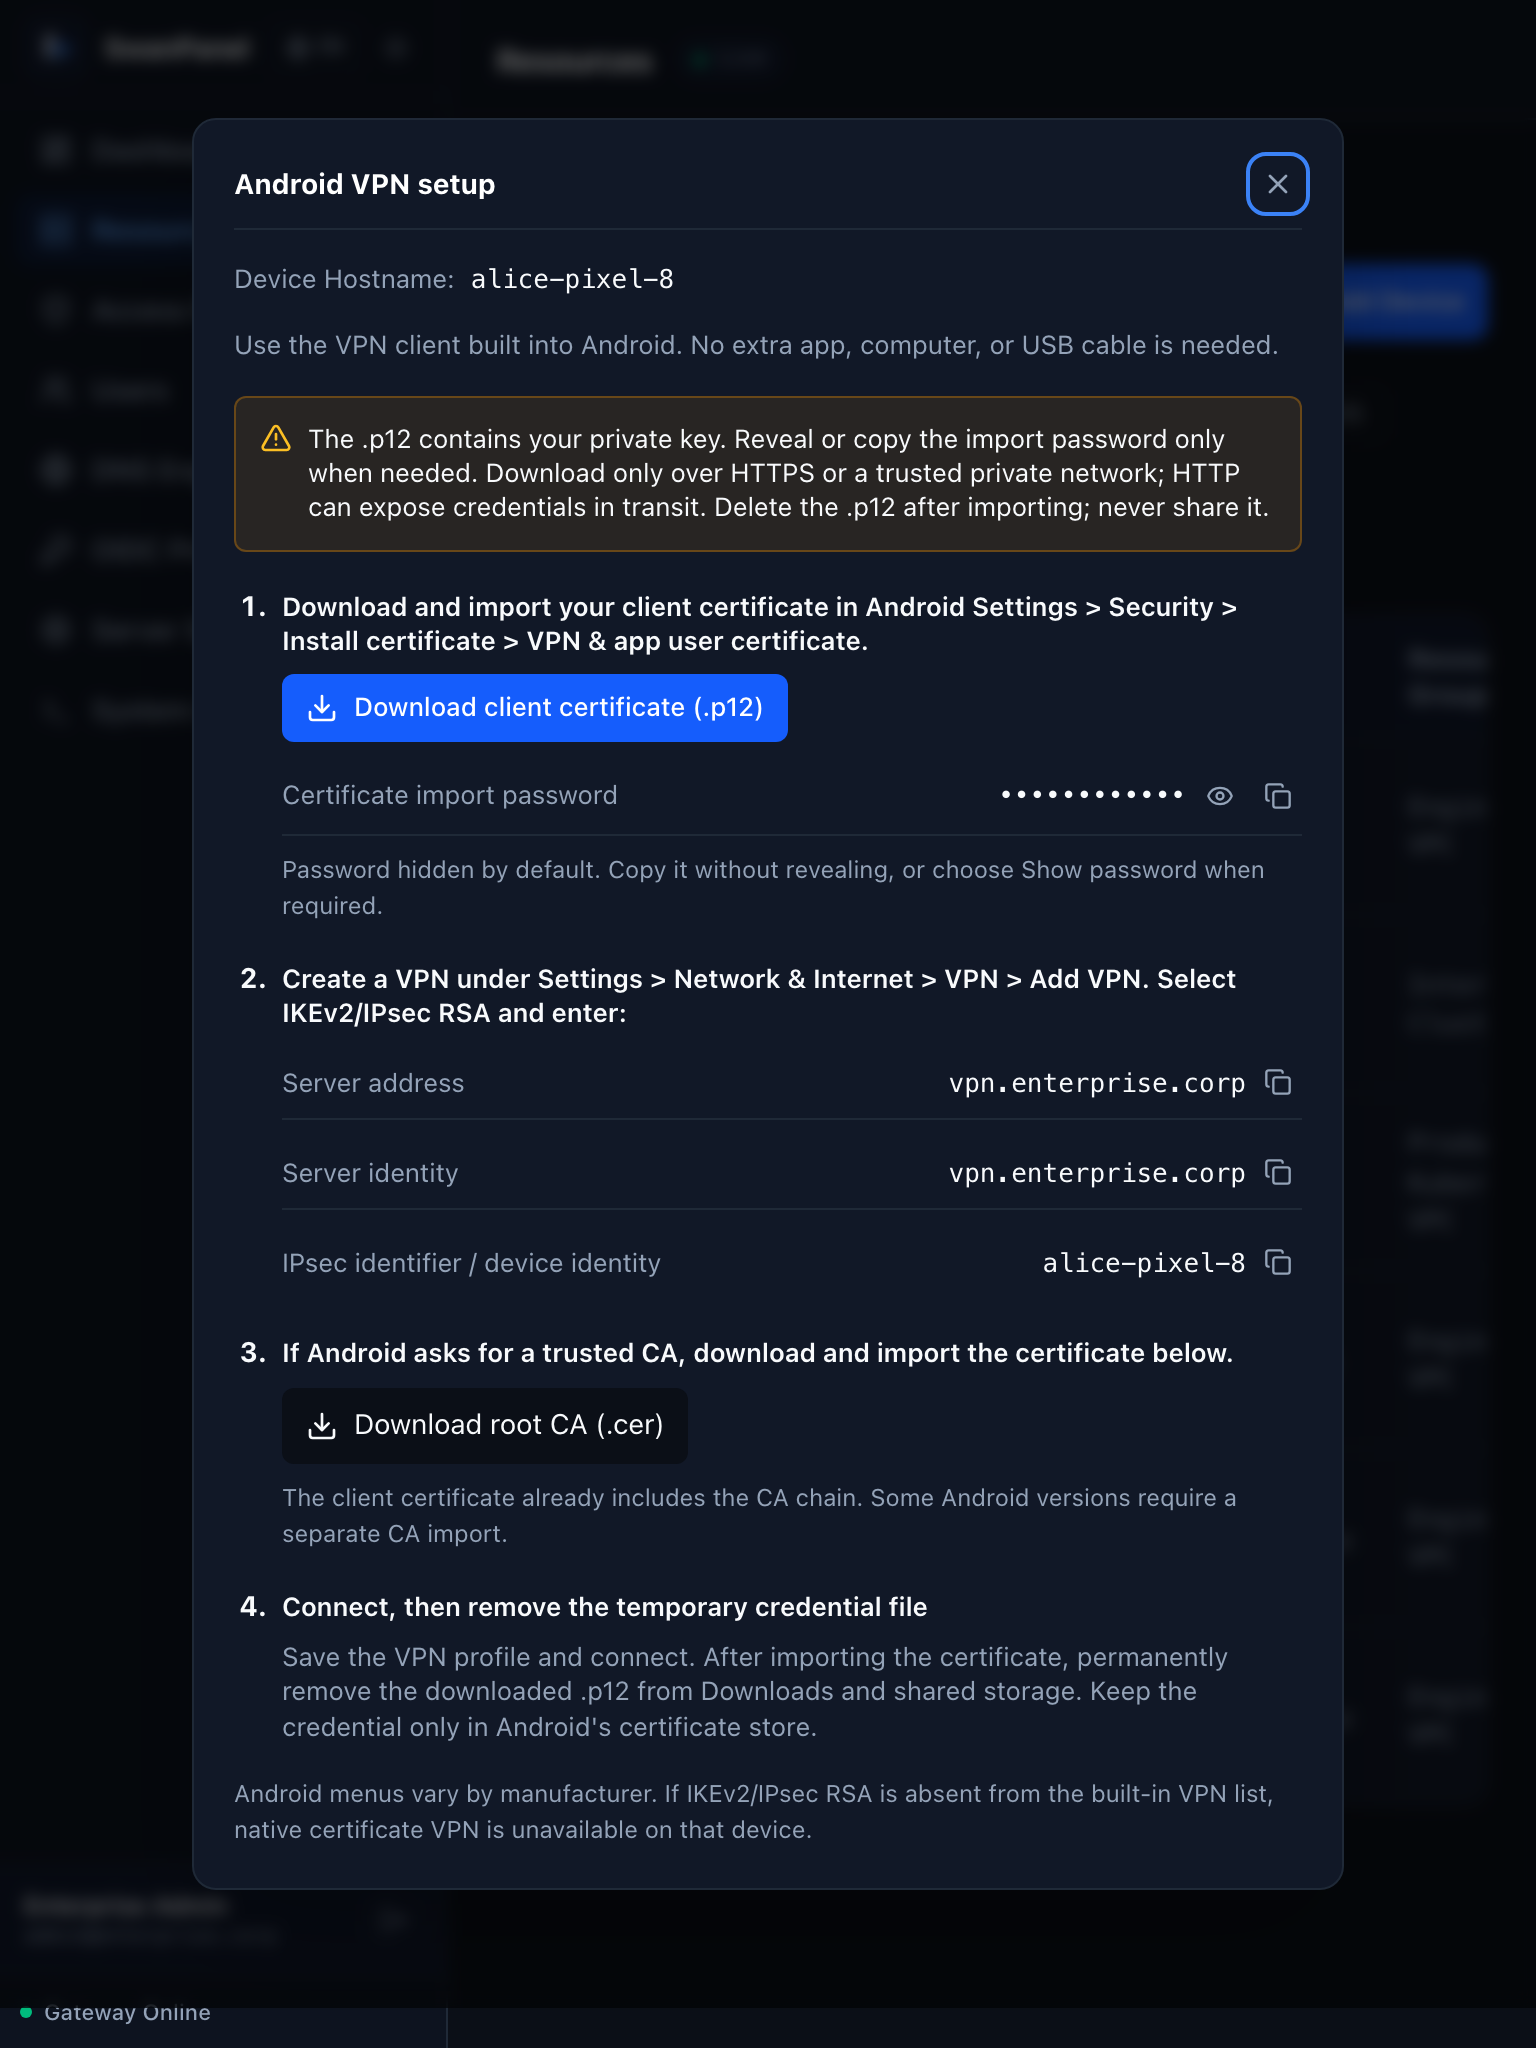 Resources
Android VPN setup
Device Hostname: alice-pixel-8
Use the VPN client built into Android. No extra app, computer, or USB cable is needed.
The .p12 contains your private key. Reveal or copy the import password only
when needed. Download only over HTTPS or a trusted private network; HTTP
can expose credentials in transit. Delete the .p12 after importing; never share it.
1. Download and import your client certificate in Android Settings > Security >
Install certificate > VPN & app user certificate.
Download client certificate (.p12)
Certificate import password ••••••••••••
Password hidden by default. Copy it without revealing, or choose Show password when
required.
2. Create a VPN under Settings > Network & Internet > VPN > Add VPN. Select
IKEv2/IPsec RSA and enter:
Server address vpn.enterprise.corp
Server identity vpn.enterprise.corp
IPsec identifier / device identity alice-pixel-8
3. If Android asks for a trusted CA, download and import the certificate below.
Download root CA (.cer)
The client certificate already includes the CA chain. Some Android versions require a
separate CA import.
4. Connect, then remove the temporary credential file
Save the VPN profile and connect. After importing the certificate, permanently
remove the downloaded .p12 from Downloads and shared storage. Keep the
credential only in Android's certificate store.
Android menus vary by manufacturer. If IKEv2/IPsec RSA is absent from the built-in VPN list,
native certificate VPN is unavailable on that device.
Gateway Online